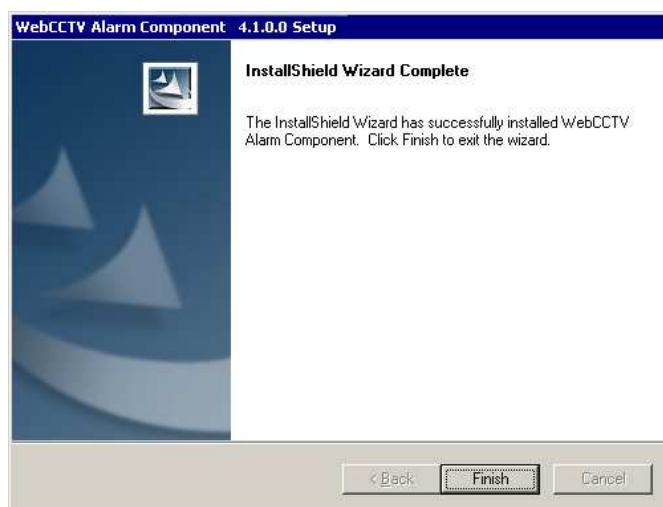 WebCCTV Alarm Component 4.1.0.0 Setup
InstallShield Wizard Complete
The InstallShield Wizard has successfully installed WebCCTV
Alarm Component. Click Finish to exit the wizard.
< Back
Finish
Cancel